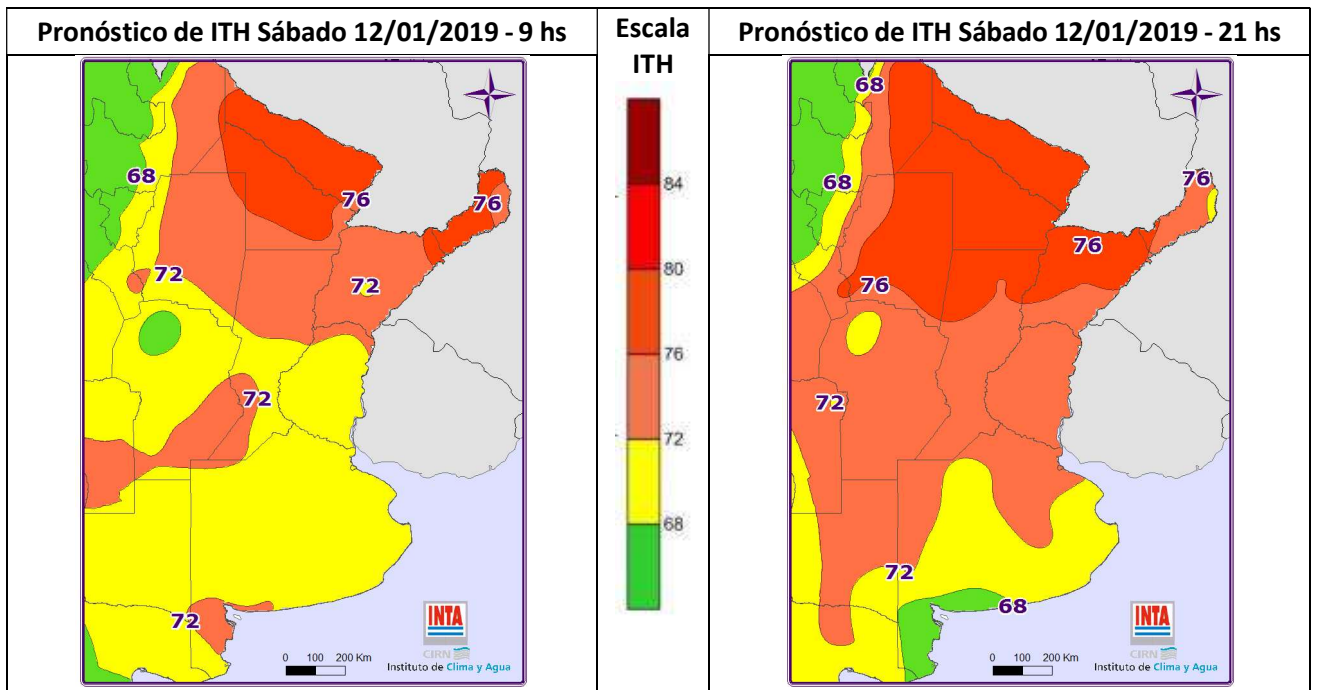 Pronóstico de ITH Sábado 12/01/2019 - 9 hs
68
76
76
72
72
72
72
INTA
CIRN
0 100 200 Km
Instituto de Clima y Agua
Escala
ITH
84
80
76
72
68
Pronóstico de ITH Sábado 12/01/2019 - 21 hs
68
68
76
76
76
72
72
68
INTA
CIRN
0 100 200 Km
Instituto de Clima y Agua